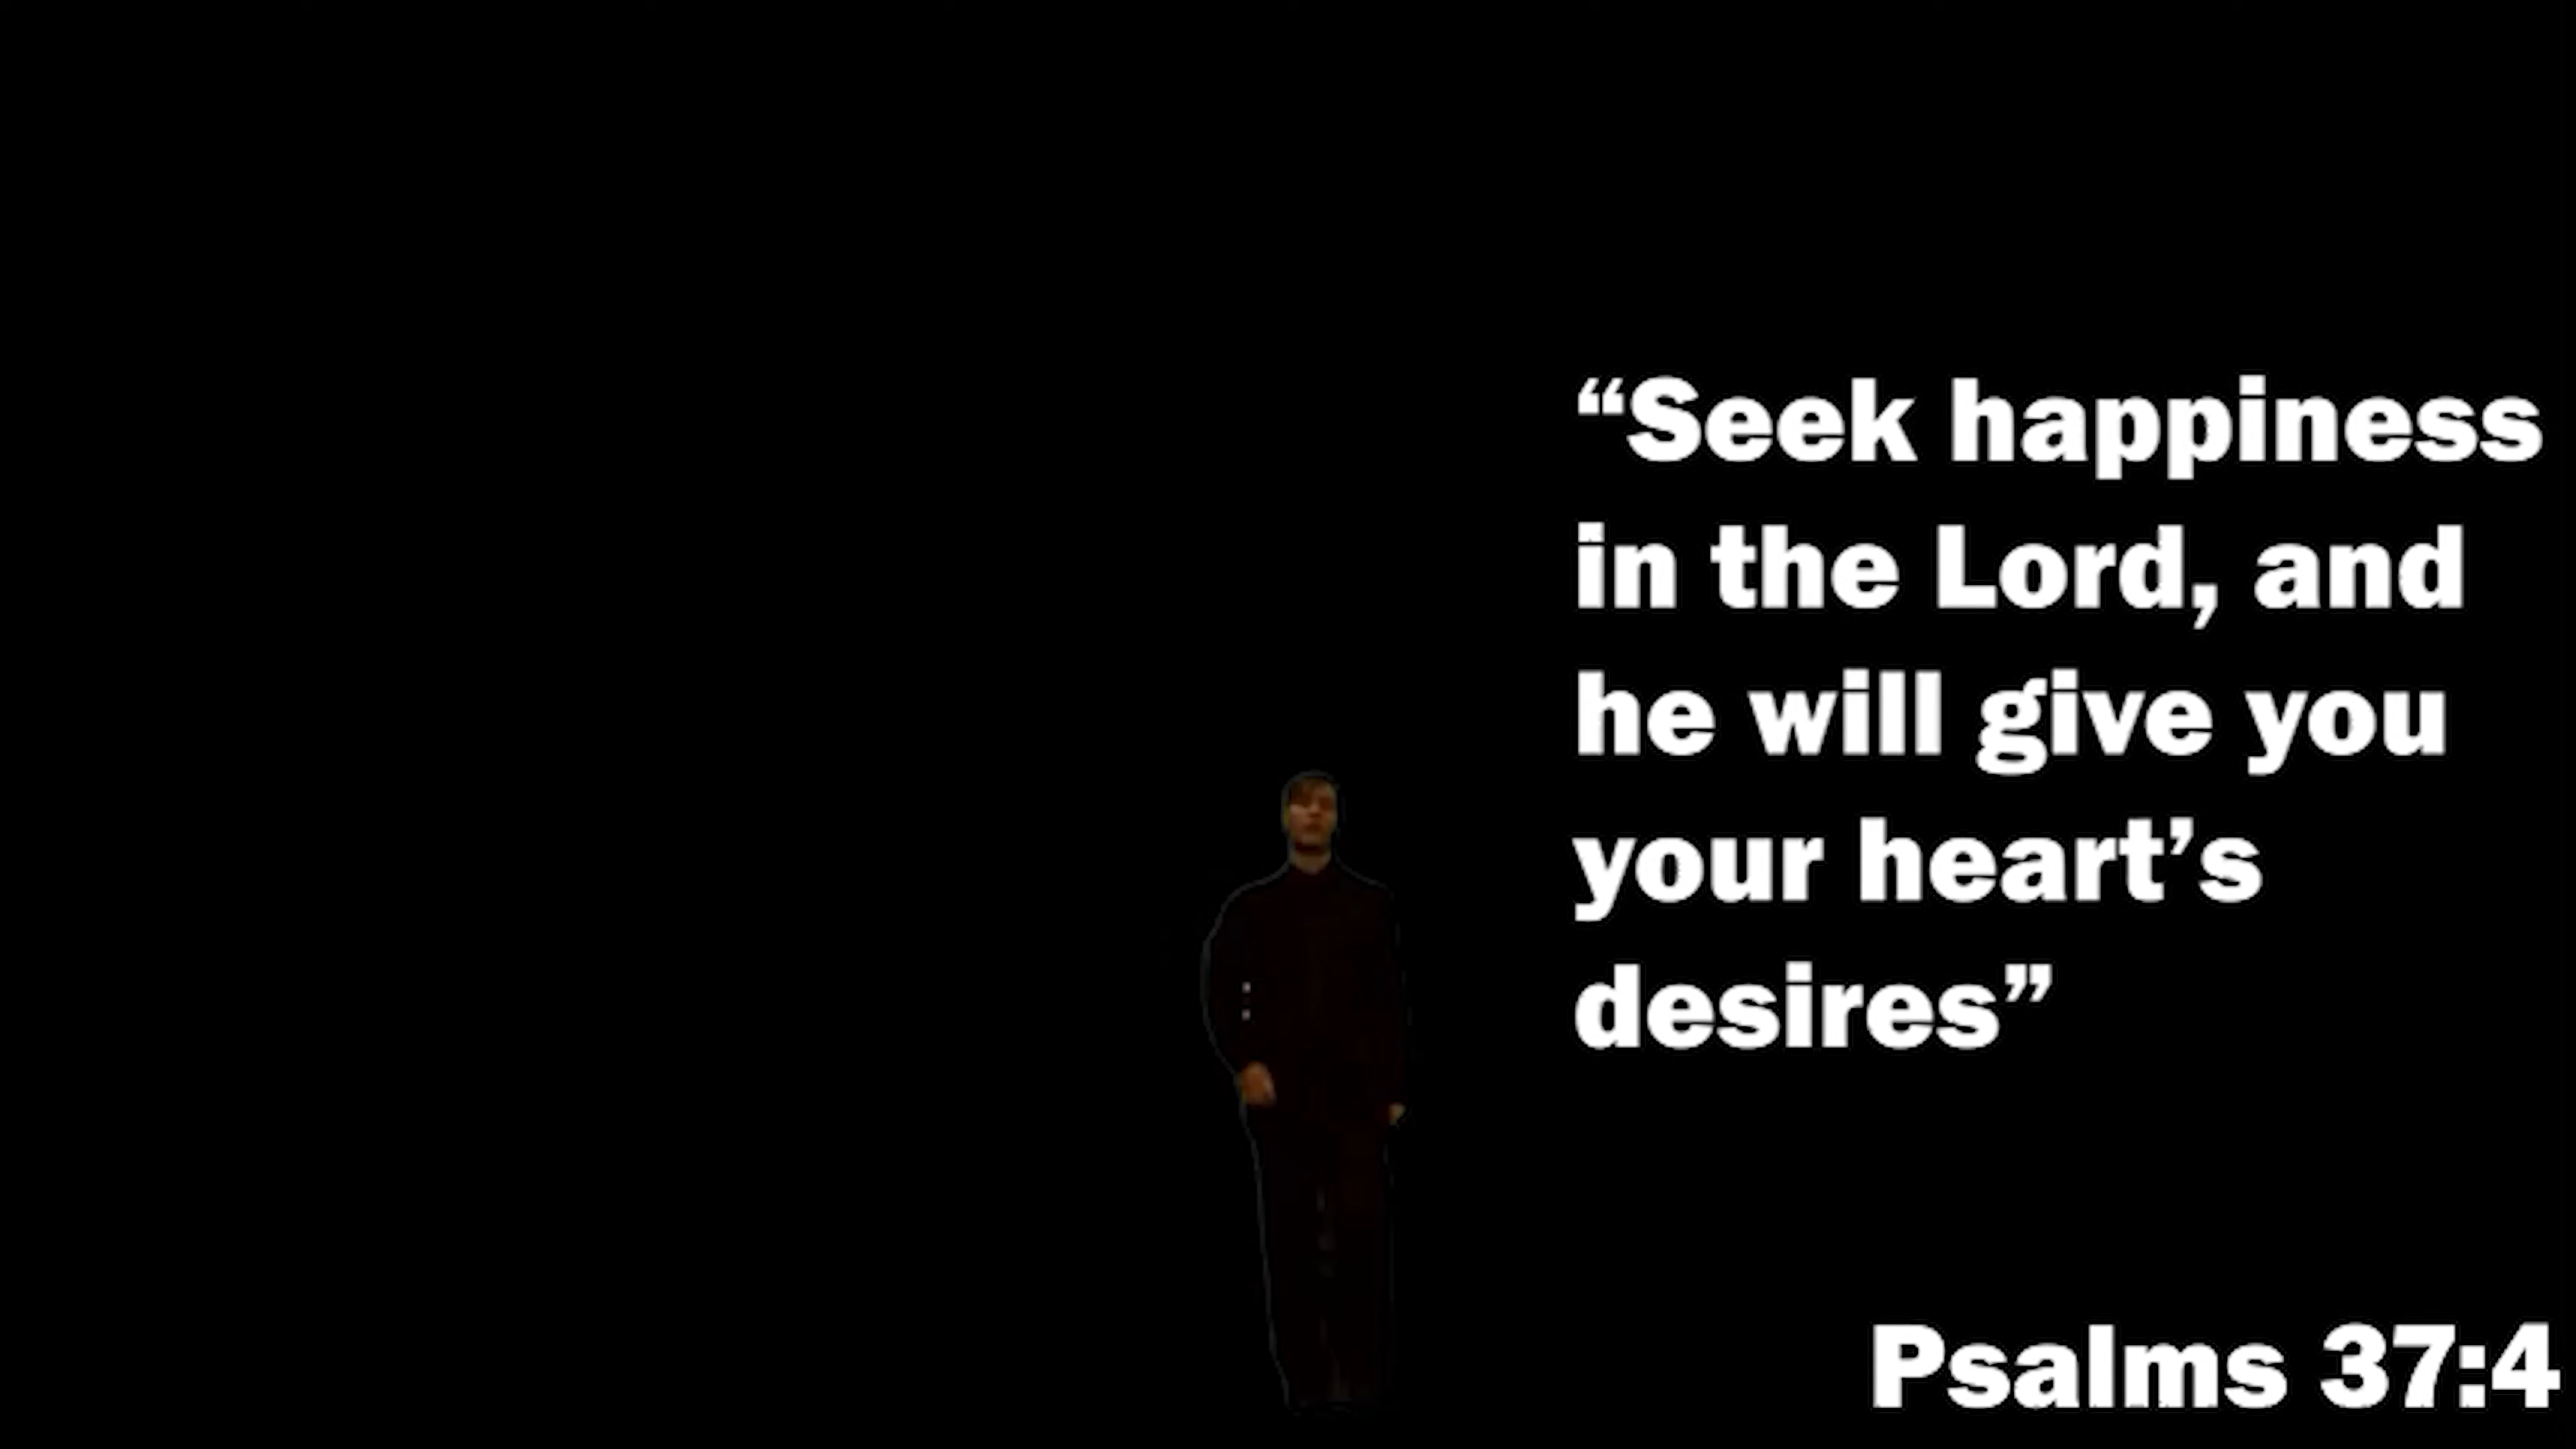 “Seek happiness
in the Lord, and
he will give you
your heart’s
desires”
Psalms 37:4